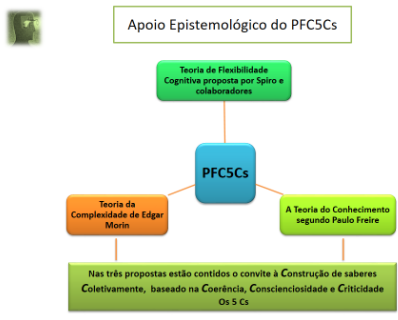 Apoio Epistemológico do PFC5Cs
Teoria de Flexibilidade
Cognitiva proposta por Spiro e
colaboradores
PFC5Cs
Teoria da
Complexidade de Edgar
Morin
A Teoria do Conhecimento
segundo Paulo Freire
Nas três propostas estão contidos o convite à Construção de saberes
Coletivamente, baseado na Coerência, Conscienciosidade e Criticidade
Os 5 Cs